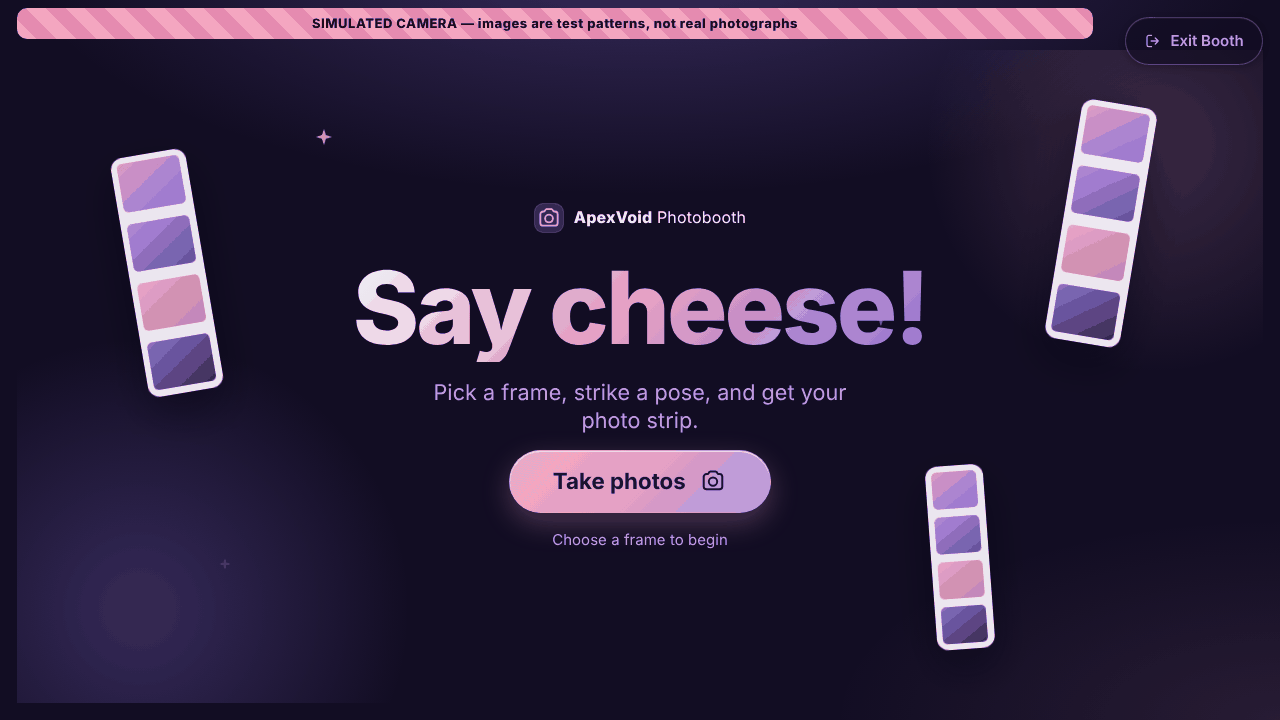 SIMULATED CAMERA — images are test patterns, not real photographs
Exit Booth
ApexVoid Photobooth
Say cheese!
Pick a frame, strike a pose, and get your
photo strip.
Take photos
Choose a frame to begin